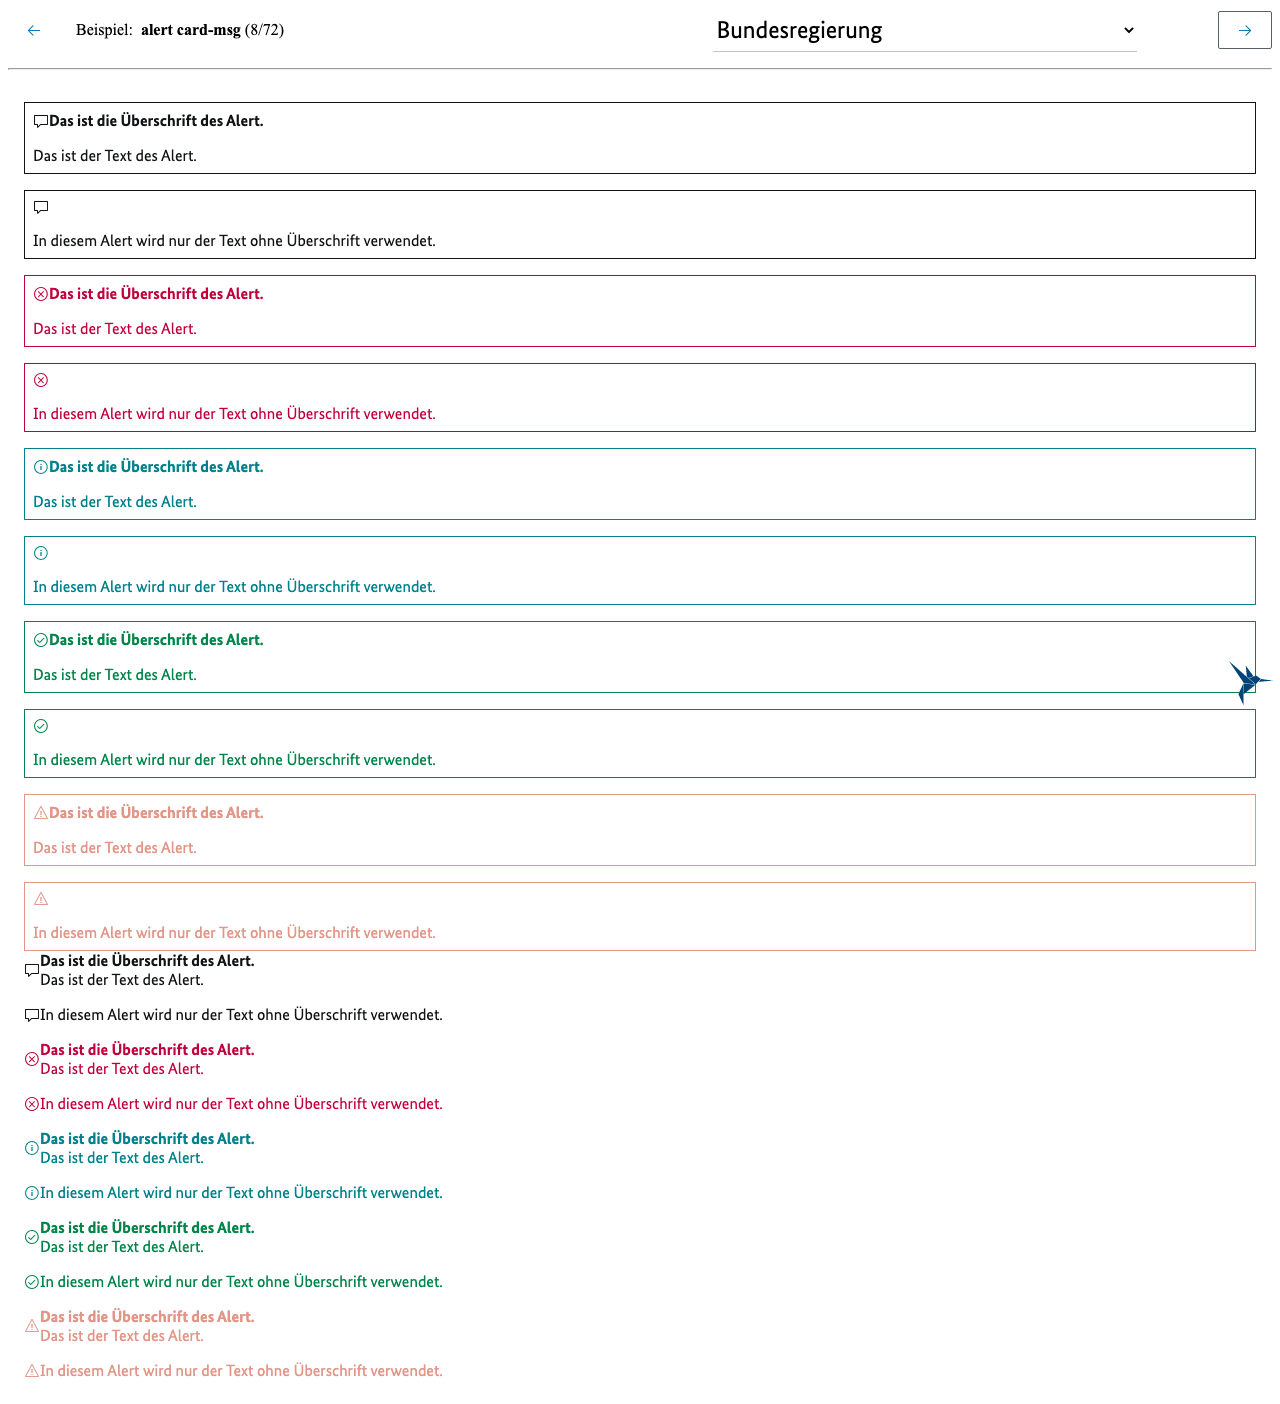 Beispiel: alert card-msg (8/72)
Bundesregierung
Das ist die Überschrift des Alert.
Das ist der Text des Alert.
In diesem Alert wird nur der Text ohne Überschrift verwendet.
Das ist die Überschrift des Alert.
Das ist der Text des Alert.
In diesem Alert wird nur der Text ohne Überschrift verwendet.
Das ist die Überschrift des Alert.
Das ist der Text des Alert.
In diesem Alert wird nur der Text ohne Überschrift verwendet.
Das ist die Überschrift des Alert.
Das ist der Text des Alert.
In diesem Alert wird nur der Text ohne Überschrift verwendet.
Das ist die Überschrift des Alert.
Das ist der Text des Alert.
In diesem Alert wird nur der Text ohne Überschrift verwendet.
Das ist die Überschrift des Alert.
Das ist der Text des Alert.
In diesem Alert wird nur der Text ohne Überschrift verwendet.
Das ist die Überschrift des Alert.
Das ist der Text des Alert.
In diesem Alert wird nur der Text ohne Überschrift verwendet.
Das ist die Überschrift des Alert.
Das ist der Text des Alert.
In diesem Alert wird nur der Text ohne Überschrift verwendet.
Das ist die Überschrift des Alert.
Das ist der Text des Alert.
In diesem Alert wird nur der Text ohne Überschrift verwendet.
Das ist die Überschrift des Alert.
Das ist der Text des Alert.
In diesem Alert wird nur der Text ohne Überschrift verwendet.